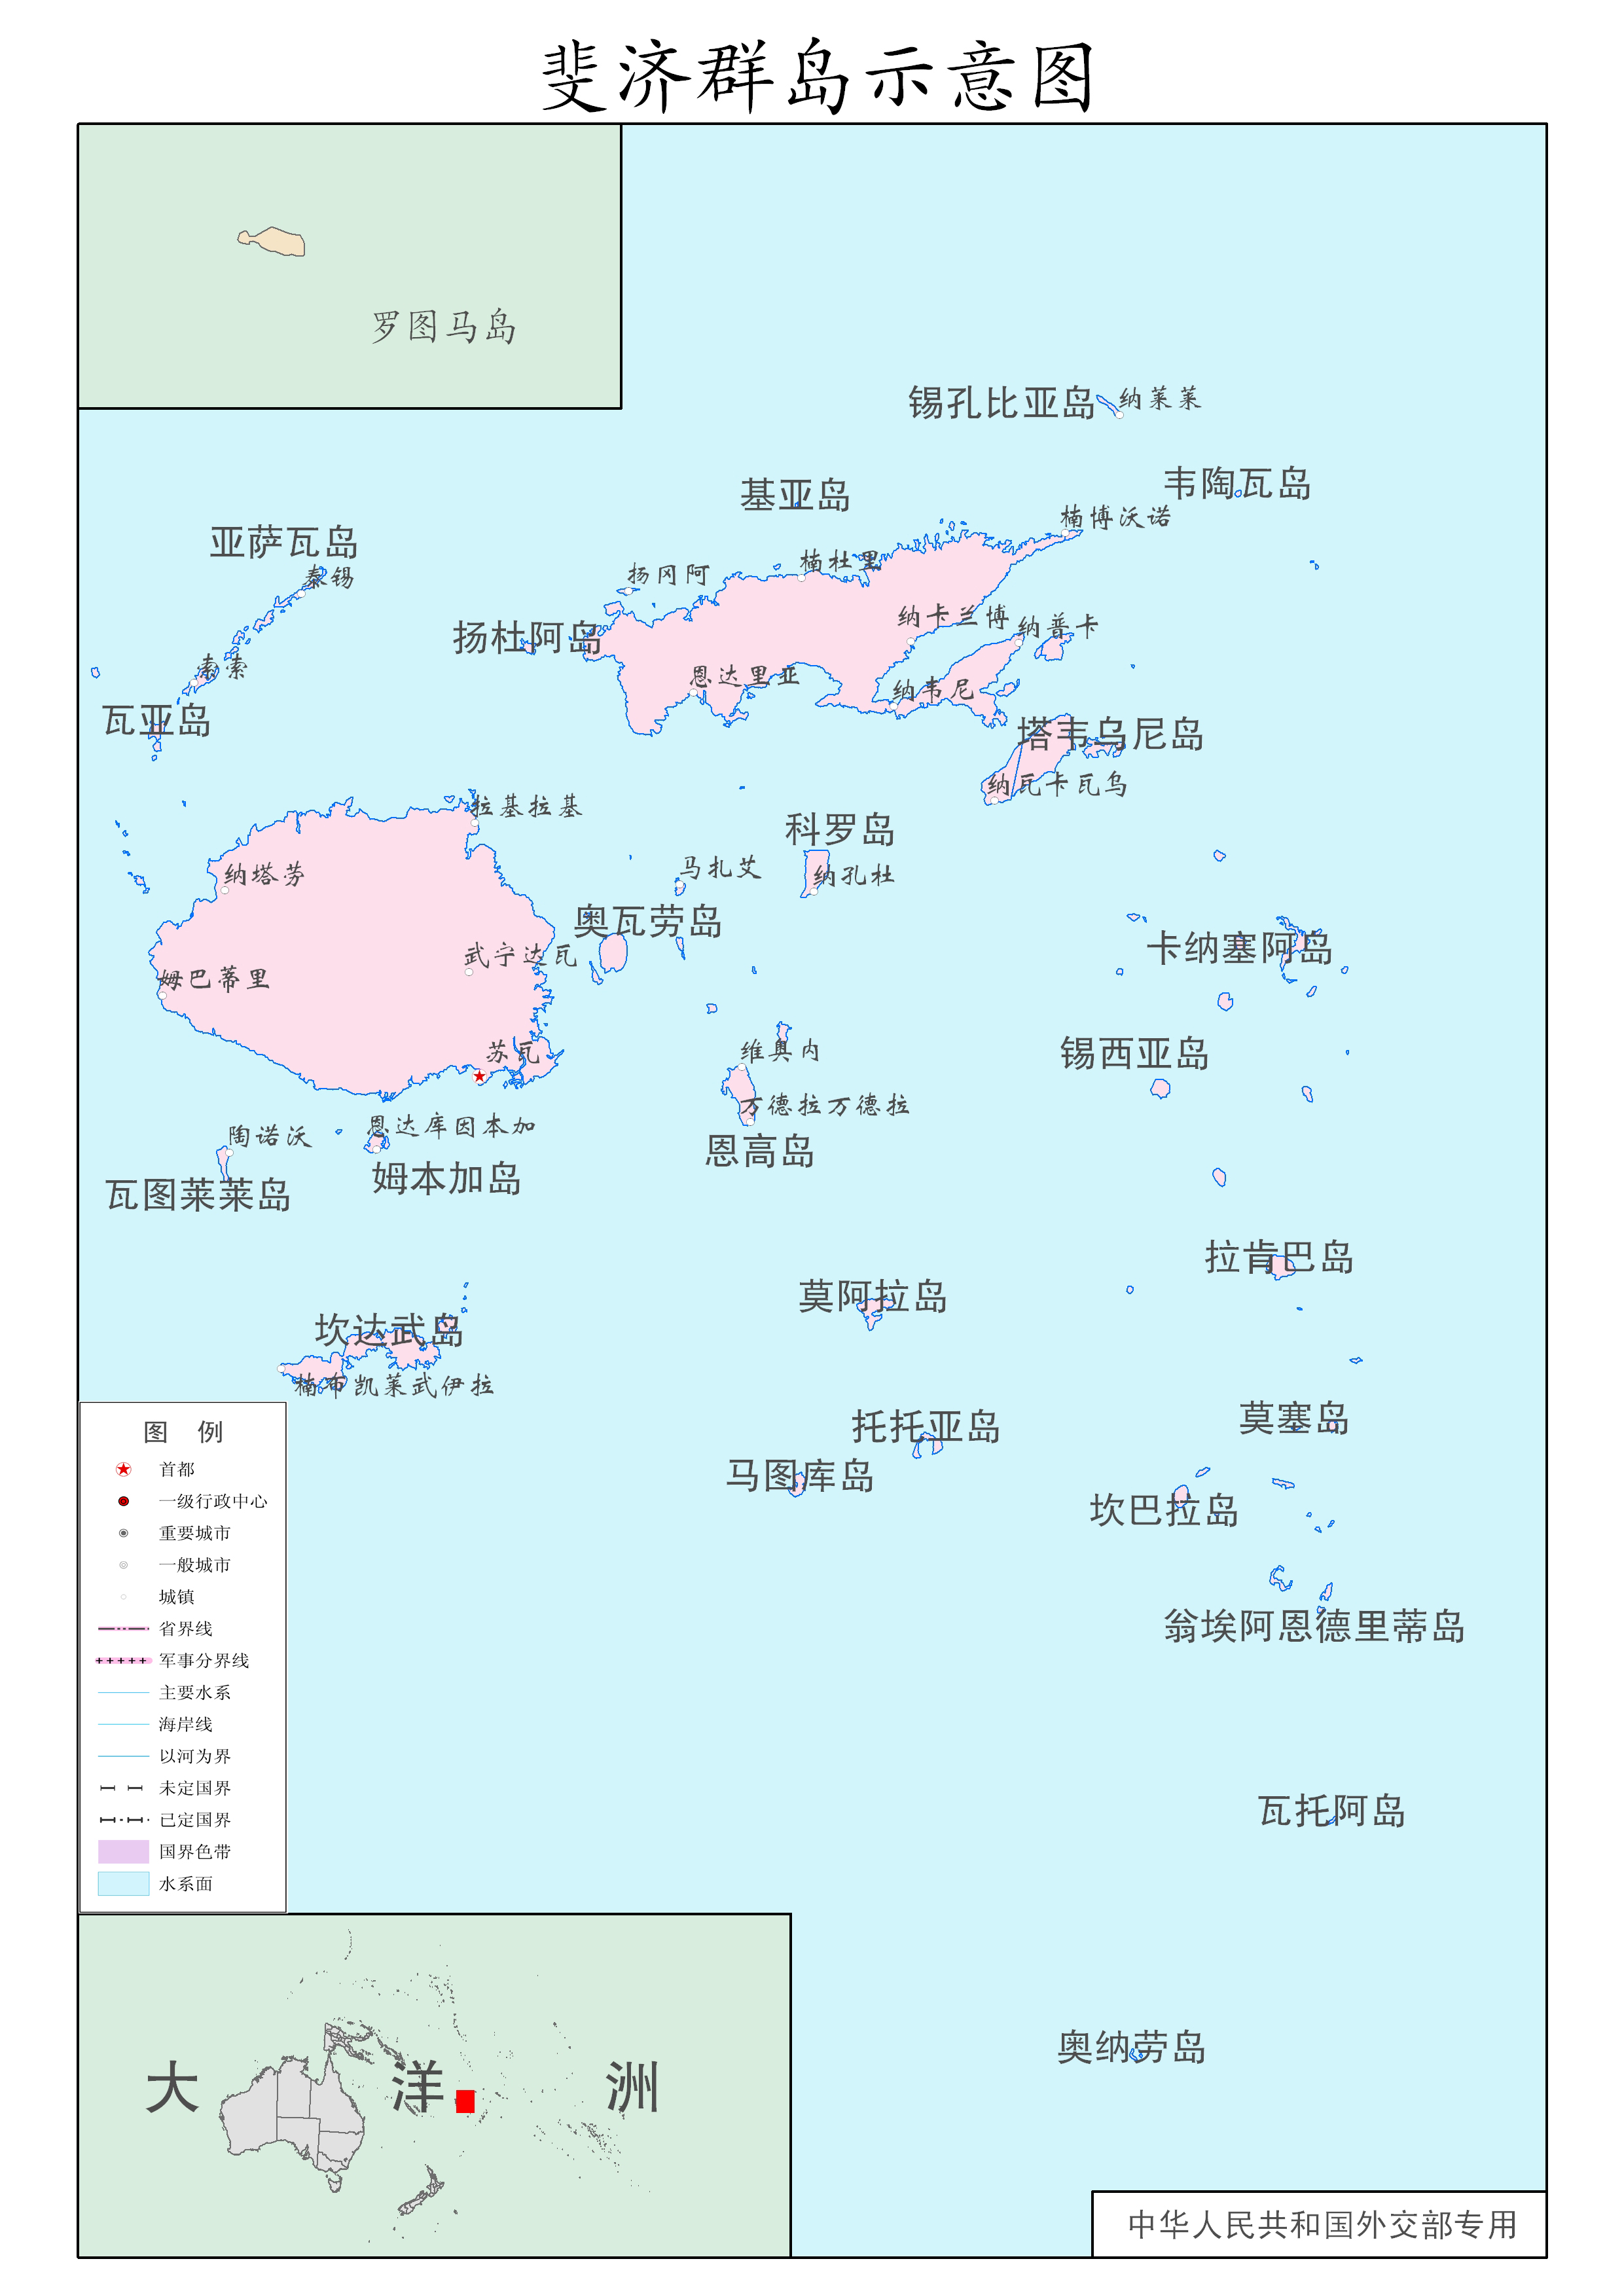 斐济群岛示意图
罗图马岛
锡孔比亚岛
纳莱莱
韦陶瓦岛
基亚岛
楠博沃诺
亚萨瓦岛
泰锡
楠杜里
扬冈阿
纳卡兰博
纳普卡
扬杜阿岛
索索
恩达里亚
纳韦尼
瓦亚岛
塔韦乌尼岛
纳瓦卡瓦乌
拉基拉基
科罗岛
纳塔劳
马扎艾
纳孔杜
奥瓦劳岛
武宁达瓦
卡纳塞阿岛
姆巴蒂里
苏瓦
维奥内
锡西亚岛
万德拉万德拉
陶诺沃
恩达库因本加
恩高岛
姆本加岛
瓦图莱莱岛
拉肯巴岛
莫阿拉岛
坎达武岛
楠布凯莱武伊拉
托托亚岛
莫塞岛
马图库岛
坎巴拉岛
翁埃阿恩德里蒂岛
瓦托阿岛
奥纳劳岛
图 例
首都
一级行政中心
重要城市
一般城市
城镇
省界线
军事分界线
主要水系
海岸线
以河为界
未定国界
已定国界
国界色带
水系面
大 洋 洲
中华人民共和国外交部专用